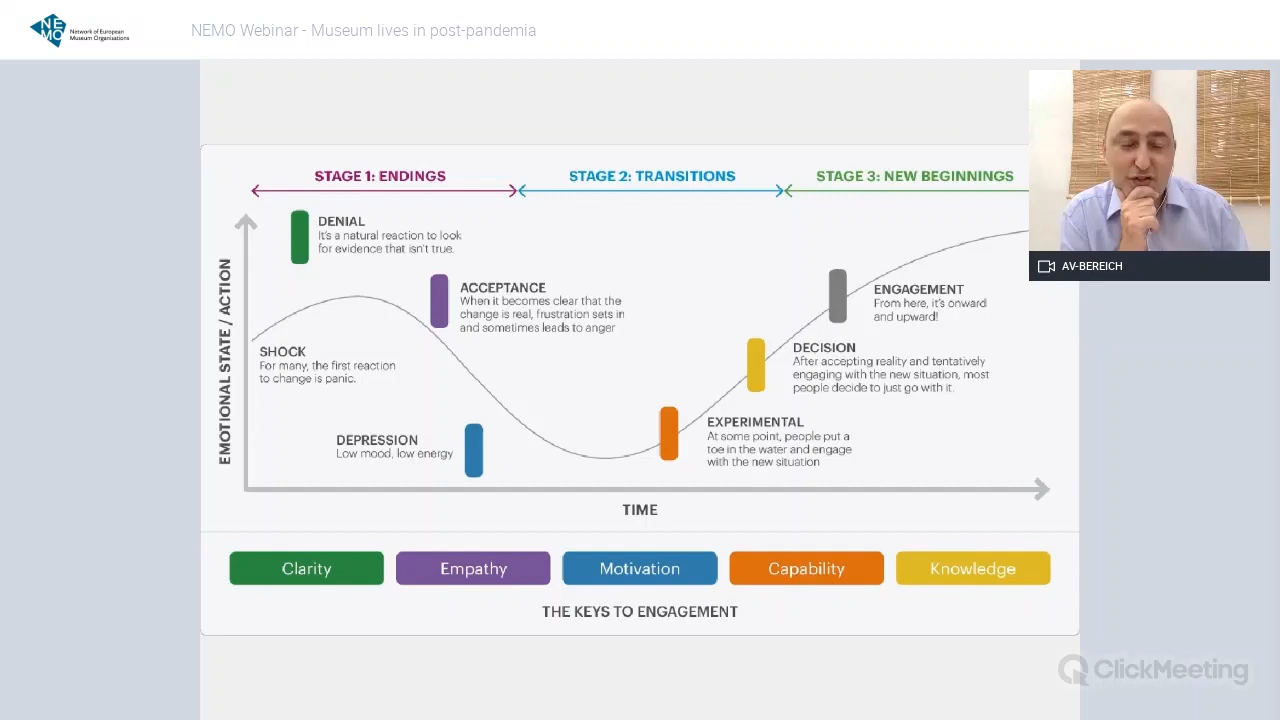 NEMO
Network of European
Museum Organisations
NEMO Webinar - Museum lives in post-pandemia
STAGE 1: ENDINGS
STAGE 2: TRANSITIONS
STAGE 3: NEW BEGINNINGS
EMOTIONAL STATE / ACTION
DENIAL
It's a natural reaction to look
for evidence that isn't true.
ACCEPTANCE
When it becomes clear that the
change is real, frustration sets in
and sometimes leads to anger
SHOCK
For many, the first reaction
to change is panic.
DEPRESSION
Low mood, low energy
ENGAGEMENT
From here, it's onward
and upward!
DECISION
After accepting reality and tentatively
engaging with the new situation, most
people decide to just go with it.
EXPERIMENTAL
At some point, people put a
toe in the water and engage
with the new situation
TIME
Clarity
Empathy
Motivation
Capability
Knowledge
THE KEYS TO ENGAGEMENT
AV-BEREICH
ClickMeeting